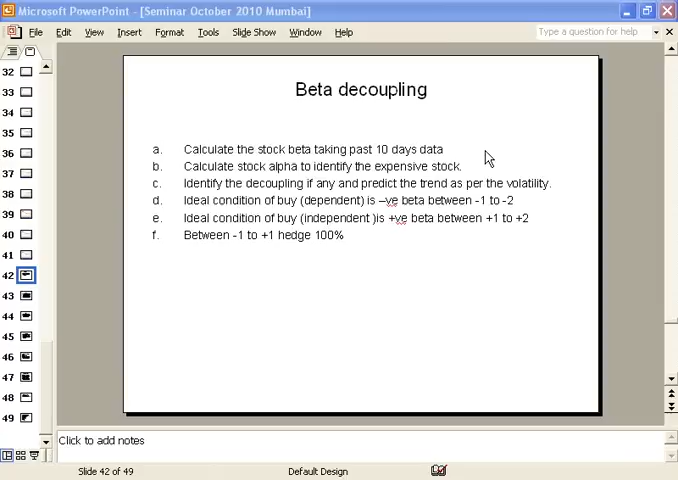 Microsoft PowerPoint - [Seminar October 2010 Mumbai]
File Edit View Insert Format Tools Slide Show Window Help Type a question for help
32
33
34
35
36
37
38
39
40
41
42
43
44
45
46
47
48
49
Beta decoupling
a. Calculate the stock beta taking past 10 days data
b. Calculate stock alpha to identify the expensive stock.
c. Identify the decoupling if any and predict the trend as per the volatility.
d. Ideal condition of buy (dependent) is –ve beta between -1 to -2
e. Ideal condition of buy (independent )is +ve beta between +1 to +2
f. Between -1 to +1 hedge 100%
Click to add notes
Slide 42 of 49 Default Design